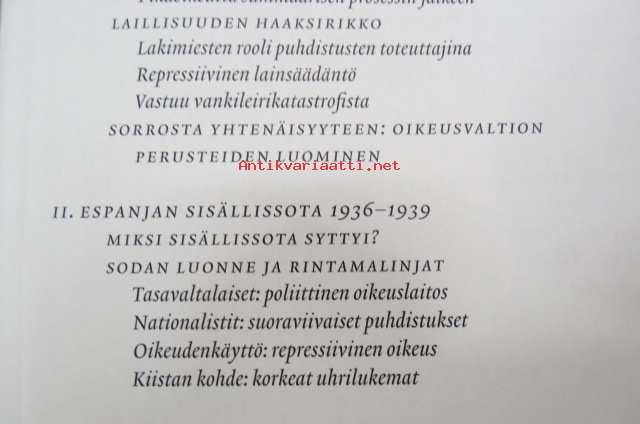 prosessin jälkeen
LAILLISUUDEN HAAKSIRIKKO
Lakimiesten rooli puhdistusten toteuttajina
Repressiivinen lainsäädäntö
Vastuu vankileirikatastrofista
SORROSTA YHTENÄISYYTEEN: OIKEUSVALTION
PERUSTEIDEN LUOMINEN
Antikvariaatti.net
II. ESPANJAN SISÄLLISSOTA 1936–1939
MIKSI SISÄLLISSOTA SYTTYI?
SODAN LUONNE JA RINTAMALINJAT
Tasavaltalaiset: poliittinen oikeuslaitos
Nationalistit: suoraviivaiset puhdistukset
Oikeudenkäyttö: repressiivinen oikeus
Kiistan kohde: korkeat uhrilukemat